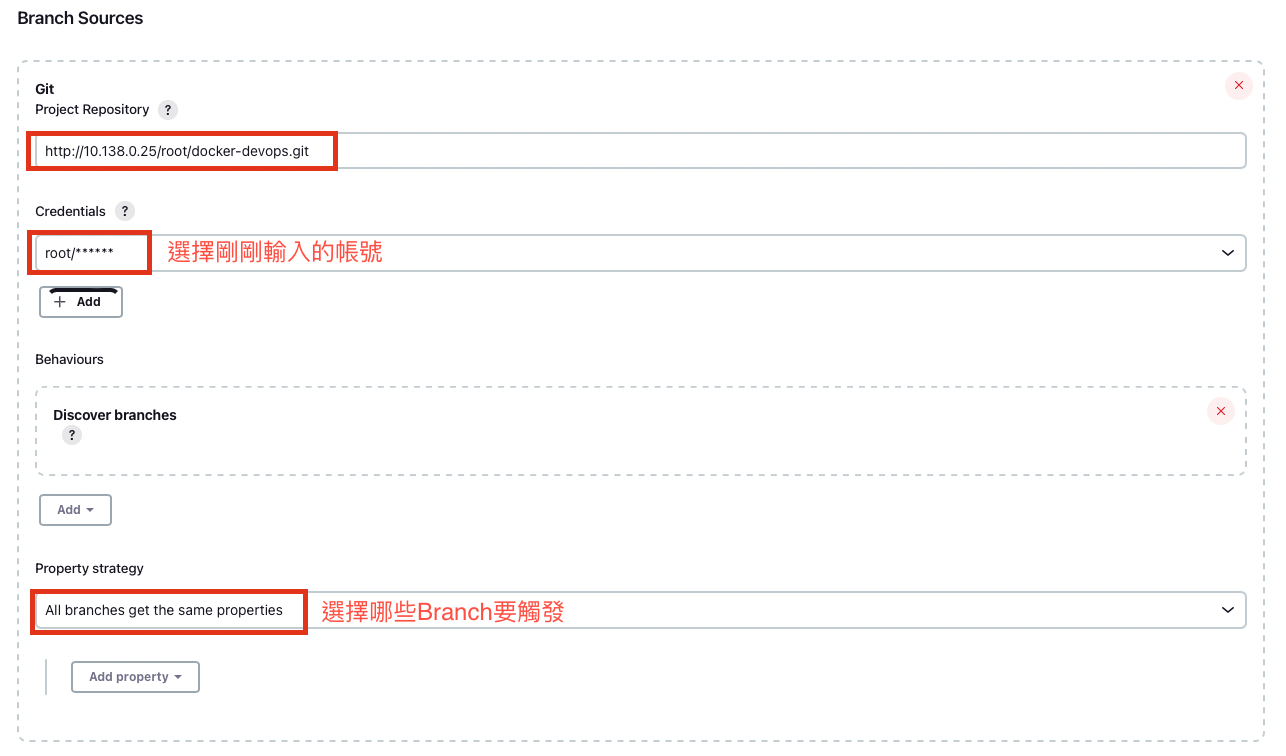 Branch Sources
Git
Project Repository ?
http://10.138.0.25/root/docker-devops.git
Credentials ?
root/****** 選擇剛剛輸入的帳號
+ Add
Behaviours
Discover branches
?
Add
Property strategy
All branches get the same properties 選擇哪些Branch要觸發
Add property